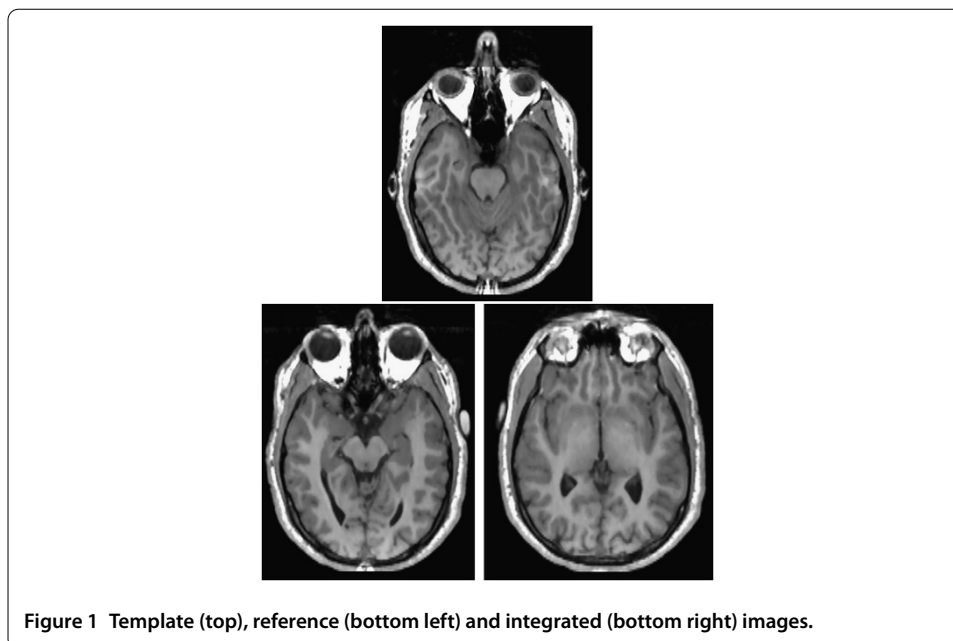 Figure 1 Template (top), reference (bottom left) and integrated (bottom right) images.